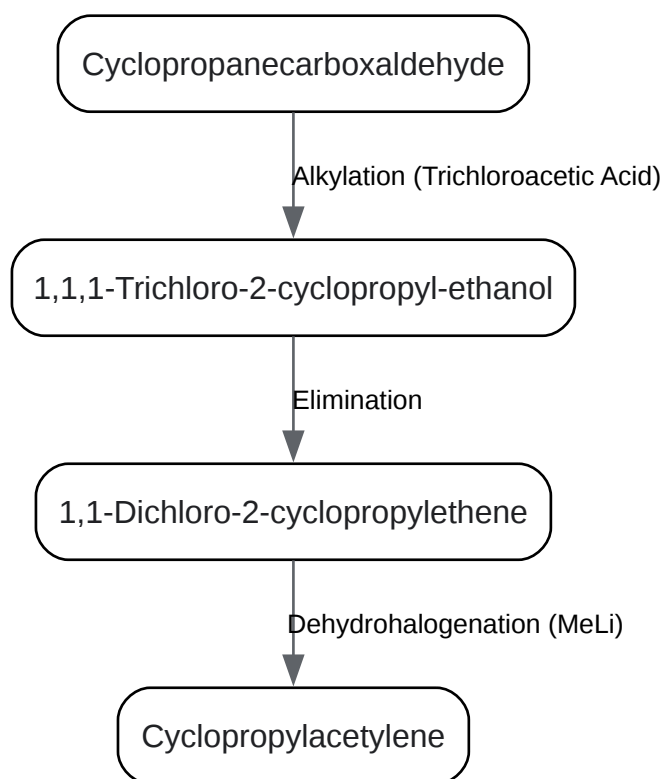 Cyclopropanecarboxaldehyde
Alkylation (Trichloroacetic Acid)
1,1,1-Trichloro-2-cyclopropyl-ethanol
Elimination
1,1-Dichloro-2-cyclopropylethene
Dehydrohalogenation (MeLi)
Cyclopropylacetylene